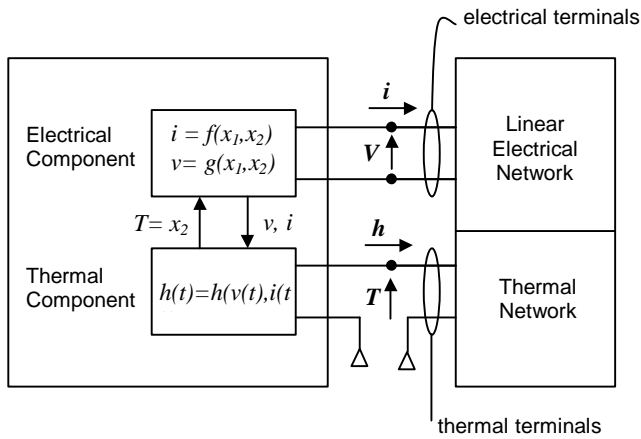 electrical terminals
Electrical
Component
i = f(x1,x2)
v= g(x1,x2)
i
V
Linear
Electrical
Network
T= x2
v, i
h
Thermal
Component
h(t)=h(v(t),i(t
T
Thermal
Network
thermal terminals